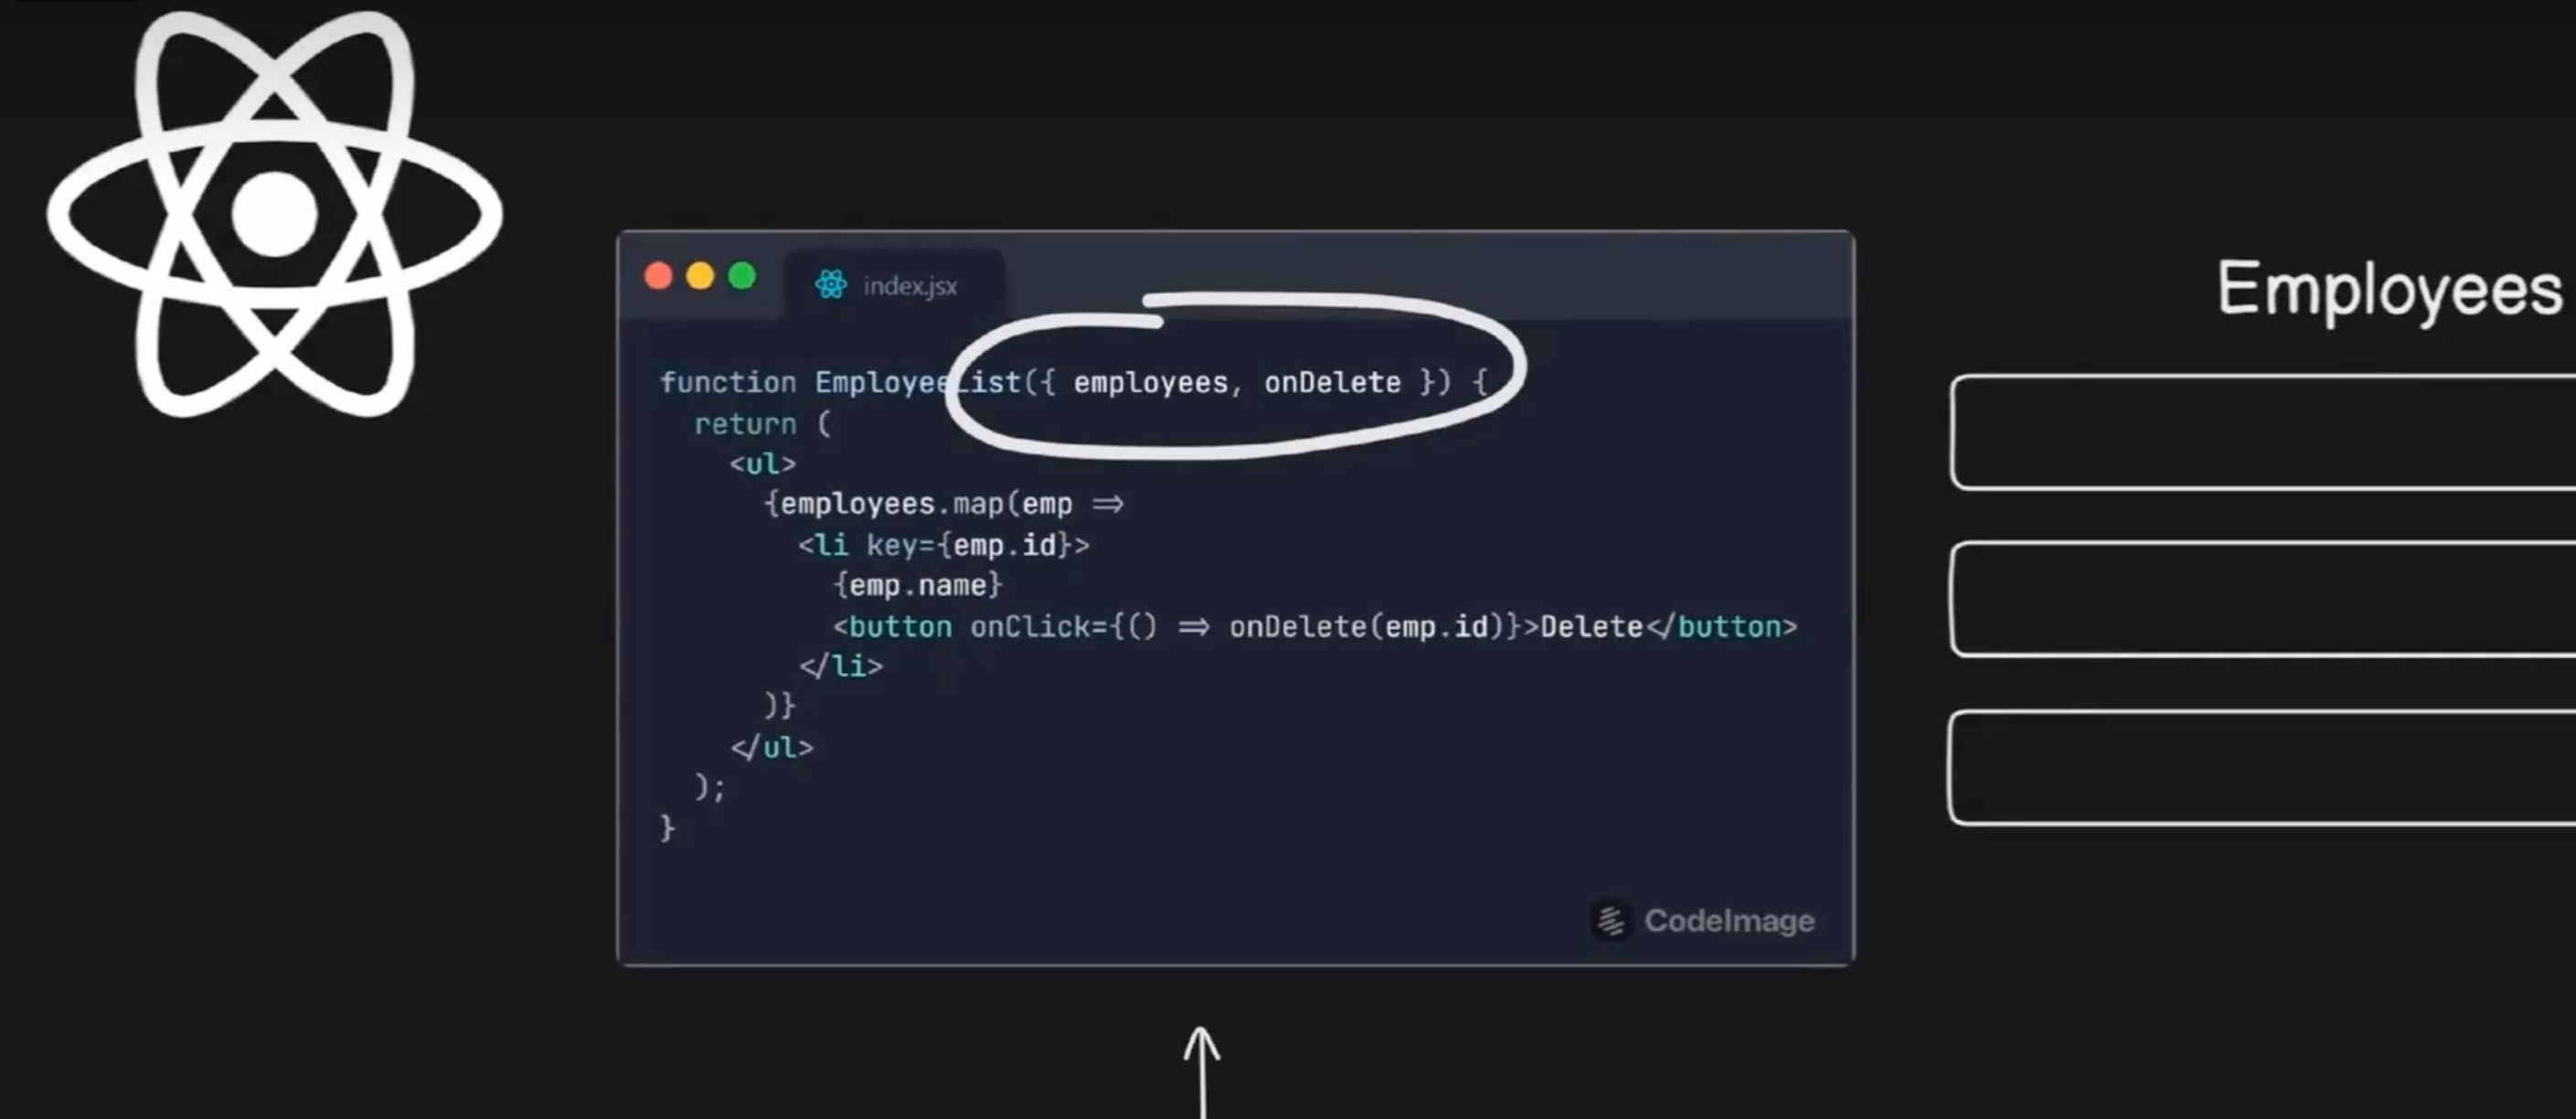 index.jsx
Employees
function EmployeeList({ employees, onDelete }) {
return (
<ul>
{employees.map(emp =>
<li key={emp.id}>
{emp.name}
<button onClick={() => onDelete(emp.id)}>Delete</button>
</li>
)}
</ul>
);
}
CodeImage